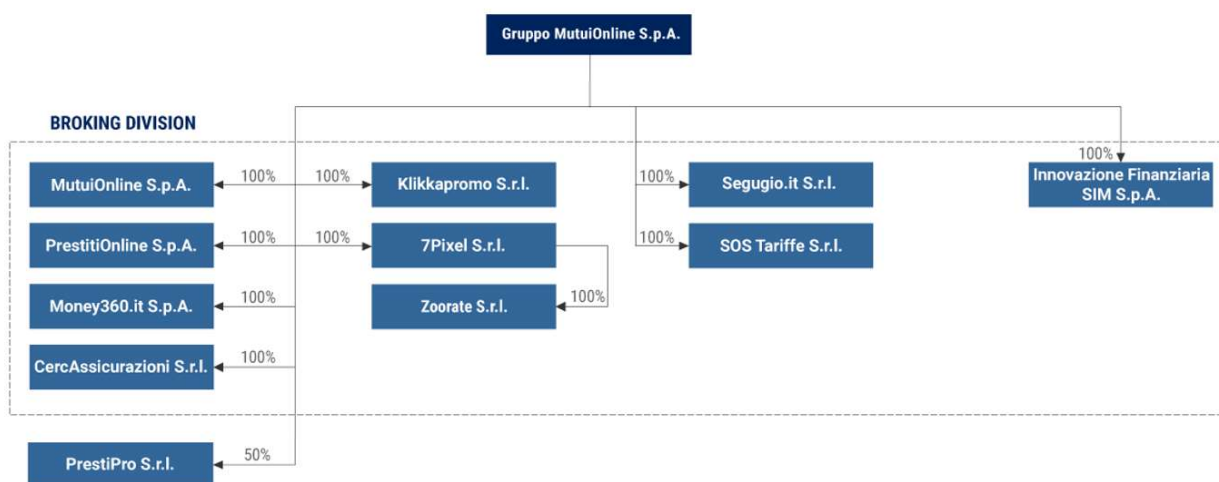 Gruppo MutuiOnline S.p.A.
BROKING DIVISION
100%
MutuiOnline S.p.A.
100%
100%
Klikkapromo S.r.l.
100%
Segugio.it S.r.l.
Innovazione Finanziaria
SIM S.p.A.
PrestitiOnline S.p.A.
100%
100%
7Pixel S.r.l.
100%
SOS Tariffe S.r.l.
Money360.it S.p.A.
100%
Zoorate S.r.l.
100%
CercAssicurazioni S.r.l.
100%
PrestiPro S.r.l.
50%